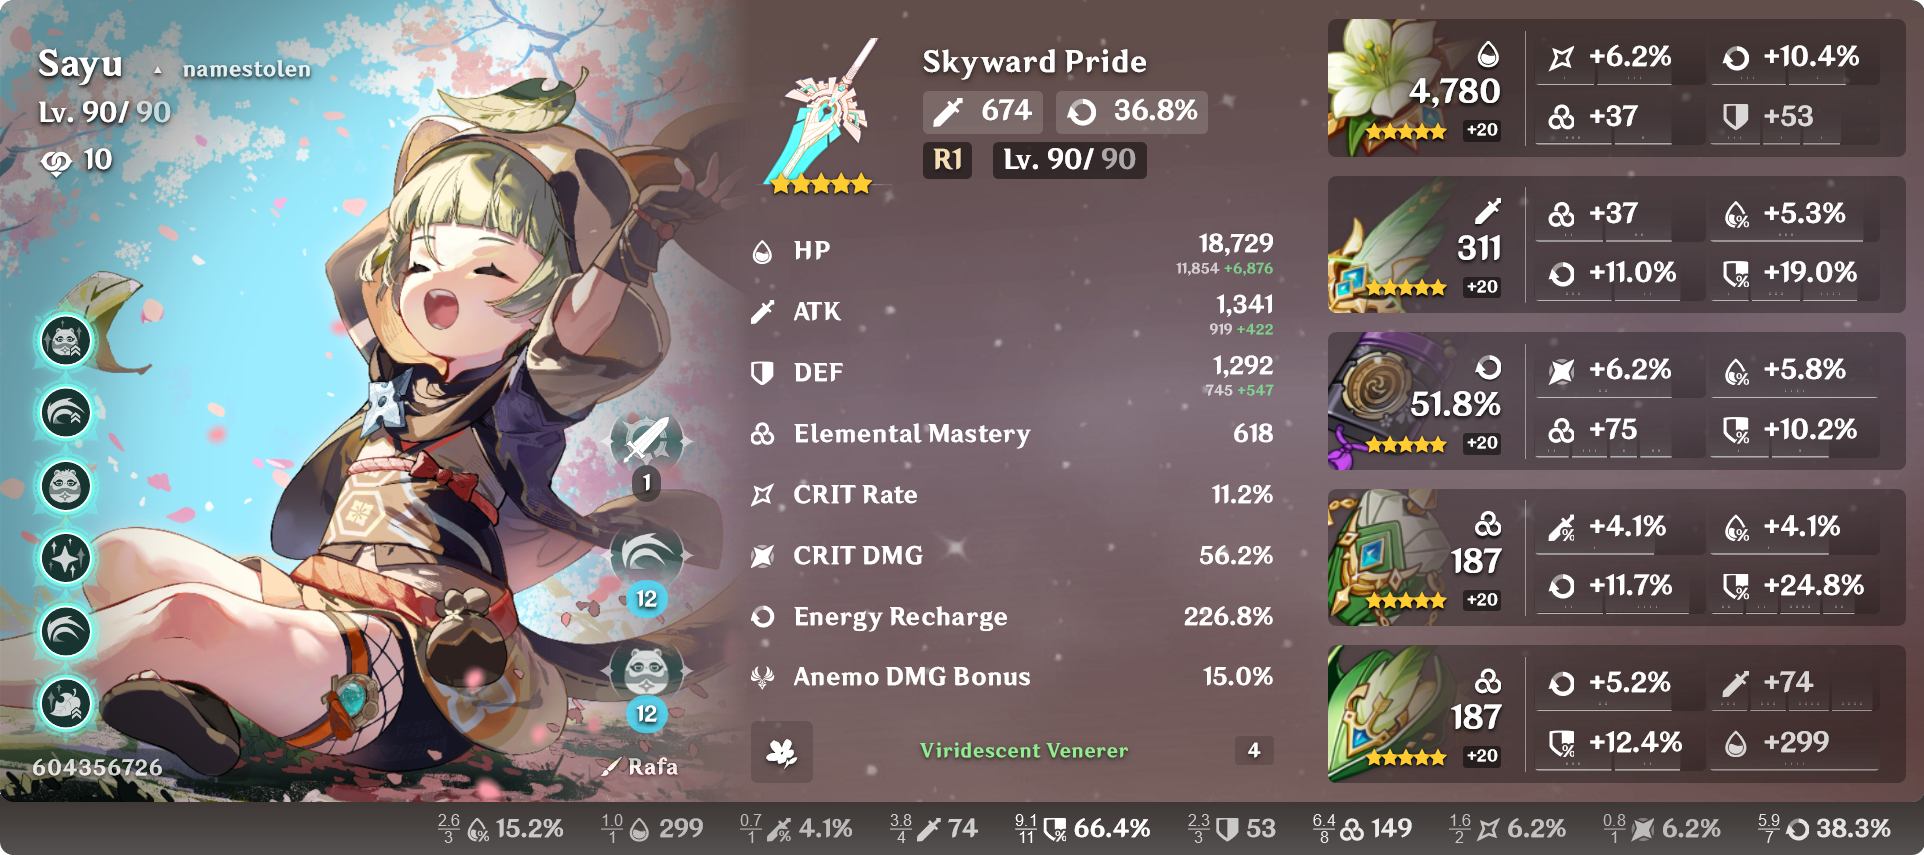 Sayu namestolen
Lv. 90/ 90
10
604356726
1
12
12
Rafa
Skyward Pride
674 36.8%
R1 Lv. 90/ 90
HP 18,729
11,854 +6,876
ATK 1,341
919 +422
DEF 1,292
745 +547
Elemental Mastery 618
CRIT Rate 11.2%
CRIT DMG 56.2%
Energy Recharge 226.8%
Anemo DMG Bonus 15.0%
Viridescent Venerer 4
4,780
+20
+6.2% +10.4%
+37 +53
311
+20
+37 +5.3%
+11.0% +19.0%
51.8%
+20
+6.2% +5.8%
+75 +10.2%
187
+20
+4.1% +4.1%
+11.7% +24.8%
187
+20
+5.2% +74
+12.4% +299
2.6 3 15.2% 1.0 1 299 0.7 1 4.1% 3.8 4 74 9.1 11 66.4% 2.3 3 53 6.4 8 149 1.6 2 6.2% 0.8 1 6.2% 5.9 7 38.3%